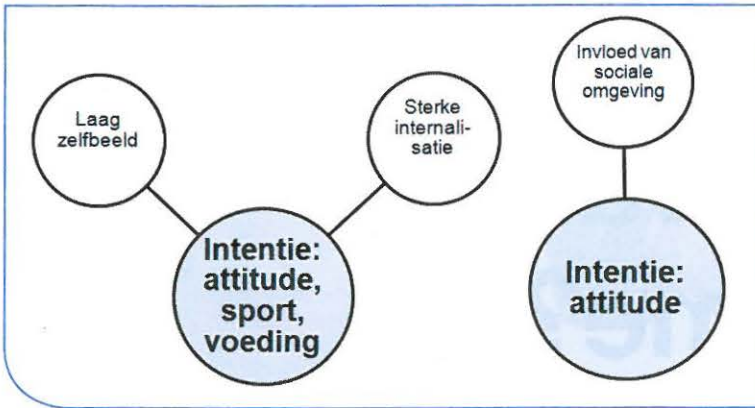 Laag
zelfbeeld
Sterke
internali-
satie
Invloed van
sociale
omgeving
Intentie:
attitude,
sport,
voeding
Intentie:
attitude